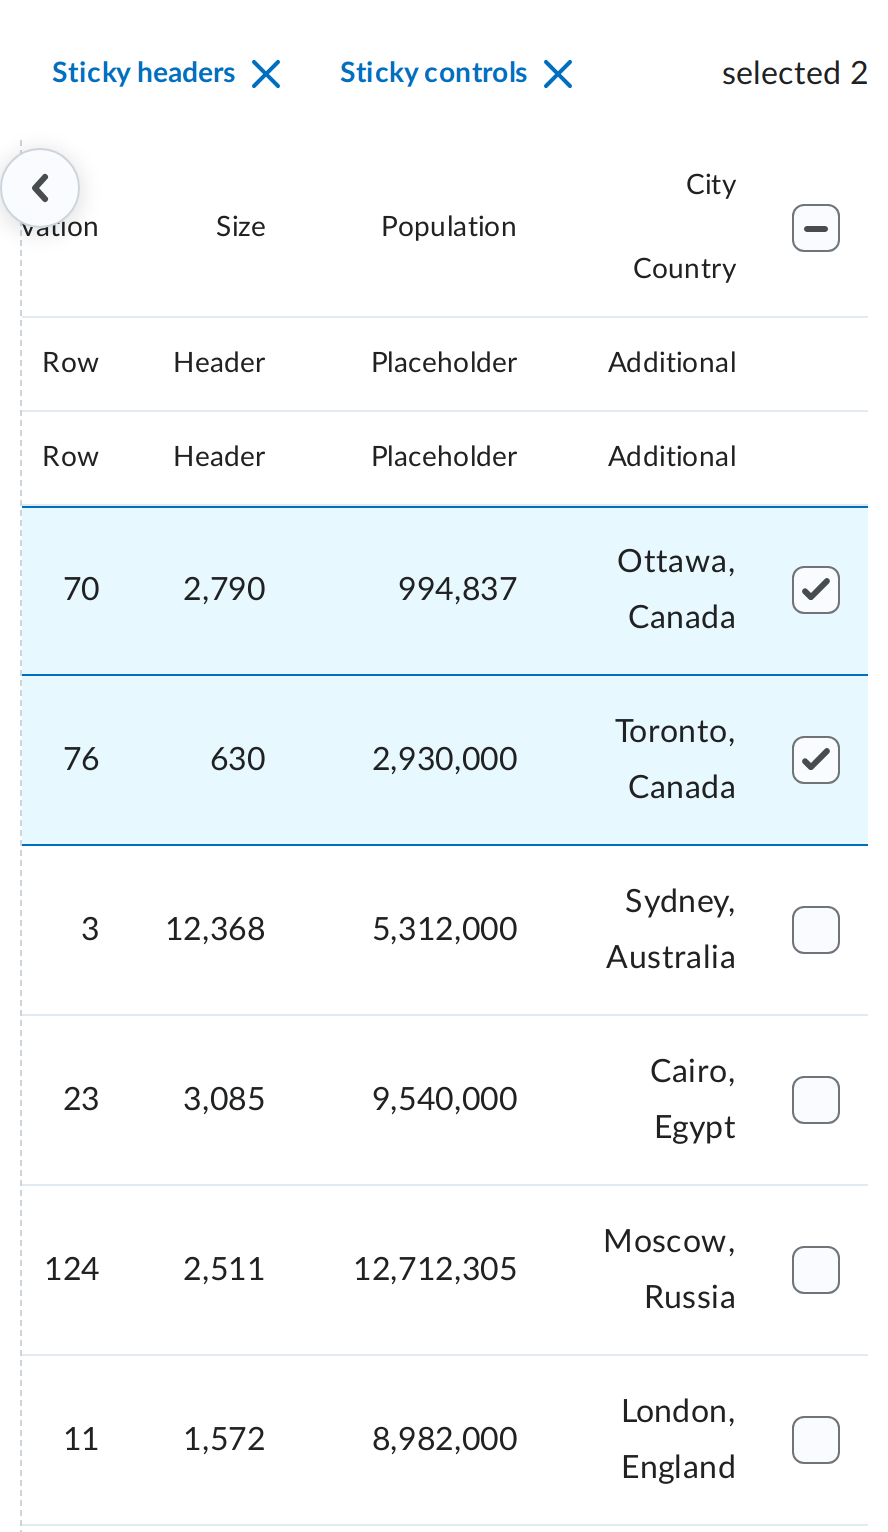 Sticky headers Sticky controls selected 2
City
vation Size Population
Country
Row Header Placeholder Additional
Row Header Placeholder Additional
70 2,790 994,837 Ottawa,
Canada
76 630 2,930,000 Toronto,
Canada
3 12,368 5,312,000 Sydney,
Australia
23 3,085 9,540,000 Cairo,
Egypt
124 2,511 12,712,305 Moscow,
Russia
11 1,572 8,982,000 London,
England